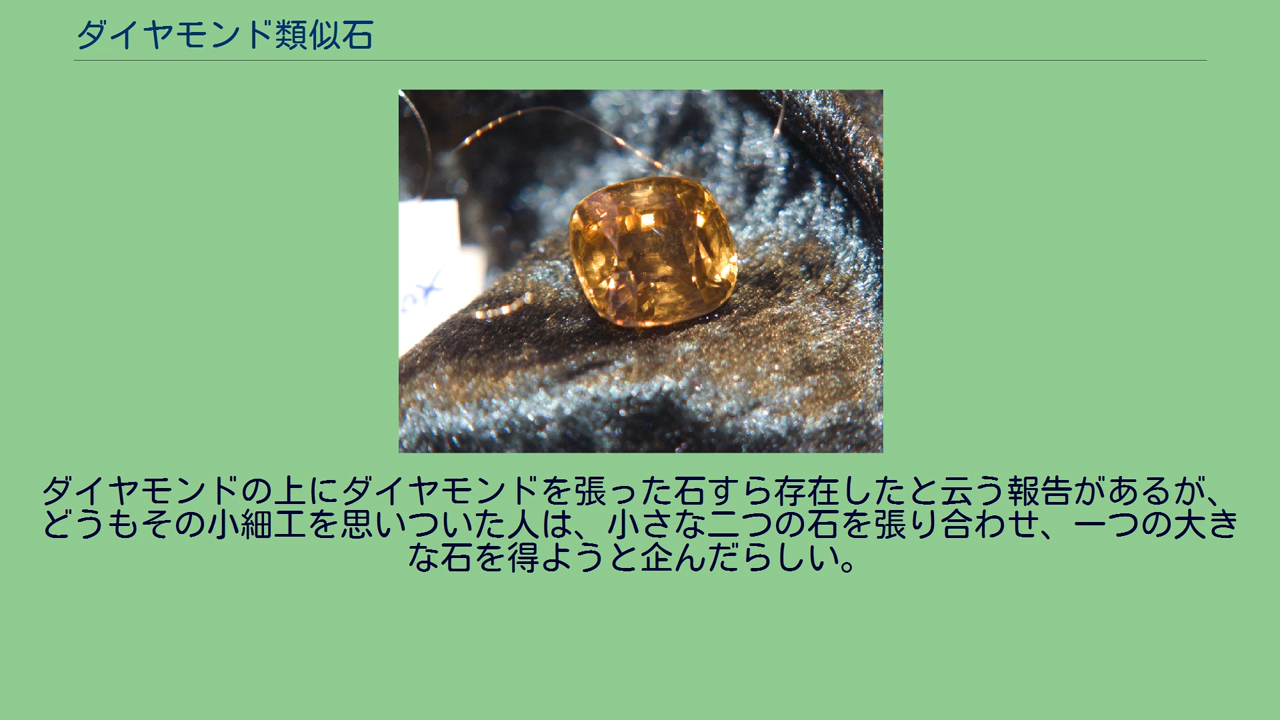 ダイヤモンド類似石
ダイヤモンドの上にダイヤモンドを張った石すら存在したと云う報告があるが、
どうもその小細工を思いついた人は、小さな二つの石を張り合わせ、一つの大き
な石を得ようと企んだらしい。